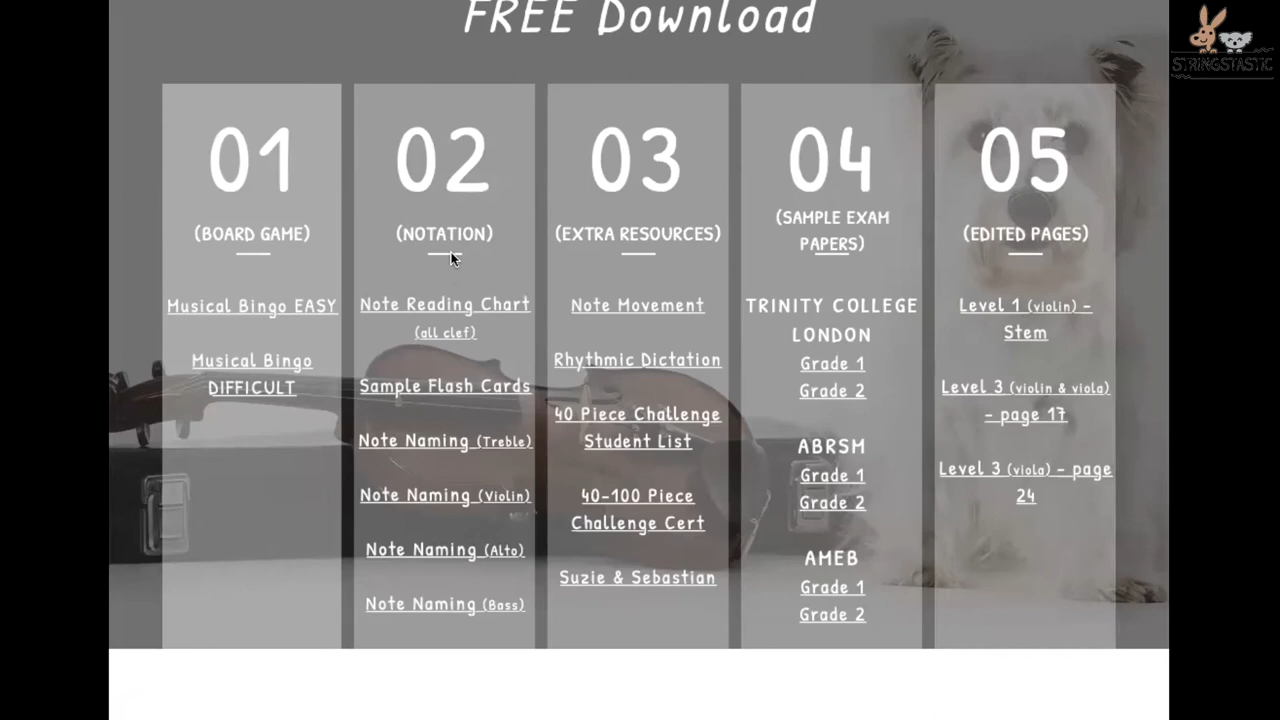 FREE Download
STRINGSTASTIC
01
(BOARD GAME)
Musical Bingo EASY
Musical Bingo
DIFFICULT
02
(NOTATION)
Note Reading Chart
(all clef)
Sample Flash Cards
Note Naming (Treble)
Note Naming (Violin)
Note Naming (Alto)
Note Naming (Bass)
03
(EXTRA RESOURCES)
Note Movement
Rhythmic Dictation
40 Piece Challenge
Student List
40-100 Piece
Challenge Cert
Suzie & Sebastian
04
(SAMPLE EXAM
PAPERS)
TRINITY COLLEGE
LONDON
Grade 1
Grade 2
ABRSM
Grade 1
Grade 2
AMEB
Grade 1
Grade 2
05
(EDITED PAGES)
Level 1 (violin) -
Stem
Level 3 (violin & viola)
- page 17
Level 3 (viola) - page
24